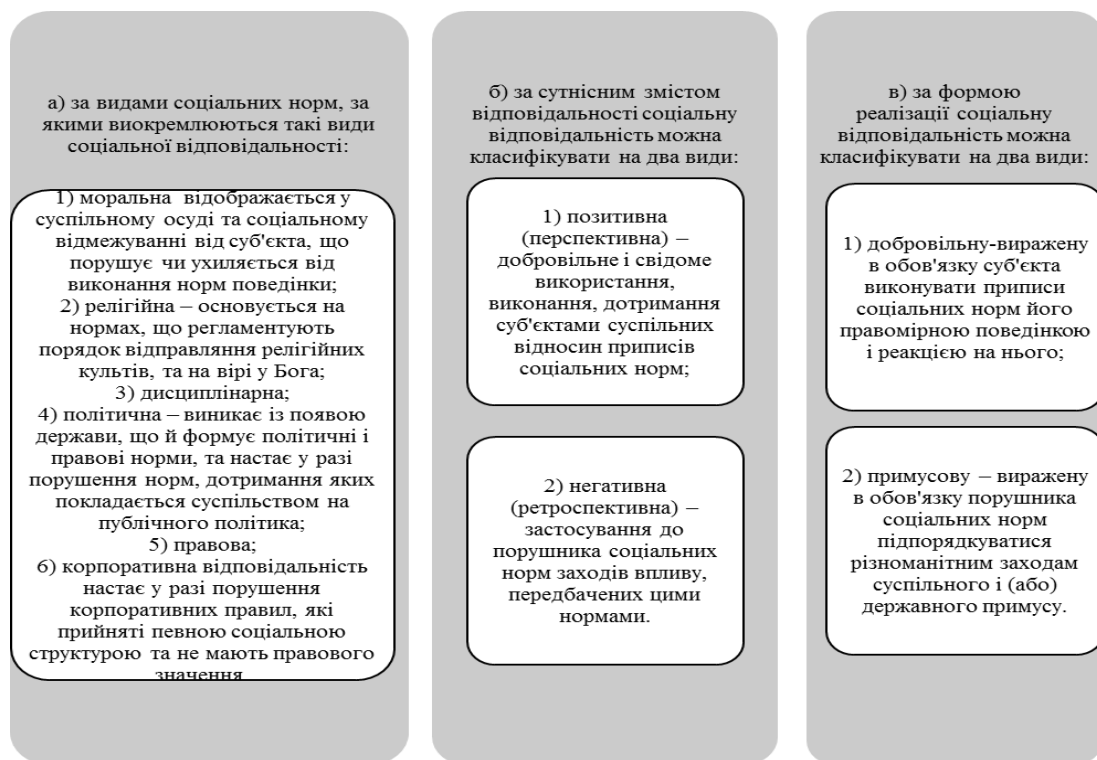 а) за видами соціальних норм, за
якими виокремлюються такі види
соціальної відповідальності:
1) моральна відображається у
суспільному осуді та соціальному
відмежуванні від суб'єкта, що
порушує чи ухиляється від
виконання норм поведінки;
2) релігійна – основується на
нормах, що регламентують
порядок відправляння релігійних
культів, та на вірі у Бога;
3) дисциплінарна;
4) політична – виникає із появою
держави, що й формує політичні і
правові норми, та настає у разі
порушення норм, дотримання яких
покладається суспільством на
публічного політика;
5) правова;
6) корпоративна відповідальність
настає у разі порушення
корпоративних правил, які
прийняті певною соціальною
структурою та не мають правового
значення
б) за сутнісним змістом
відповідальності соціальну
відповідальність можна
класифікувати на два види:
1) позитивна
(перспективна) –
добровільне і свідоме
використання,
виконання, дотримання
суб'єктами суспільних
відносин приписів
соціальних норм;
2) негативна
(ретроспективна) –
застосування до
порушника соціальних
норм заходів впливу,
передбачених цими
нормами.
в) за формою
реалізації соціальну
відповідальність можна
класифікувати на два види:
1) добровільну-виражену
в обов'язку суб'єкта
виконувати приписи
соціальних норм його
правомірною поведінкою
і реакцією на нього;
2) примусову – виражену
в обов'язку порушника
соціальних норм
підпорядкуватися
різноманітним заходам
суспільного і (або)
державного примусу.